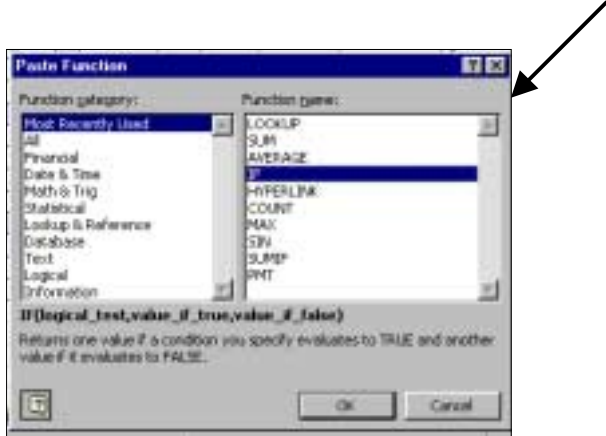 Paste Function
Function category:
Function name:
Most Recently Used
All
Financial
Date & Time
Math & Trig
Statistical
Lookup & Reference
Database
Text
Logical
Information
LOOKUP
SUM
AVERAGE
IF
HYPERLINK
COUNT
MAX
SIN
SUMIF
PMT
IF(logical_test,value_if_true,value_if_false)
Returns one value if a condition you specify evaluates to TRUE and another
value if it evaluates to FALSE.
OK
Cancel